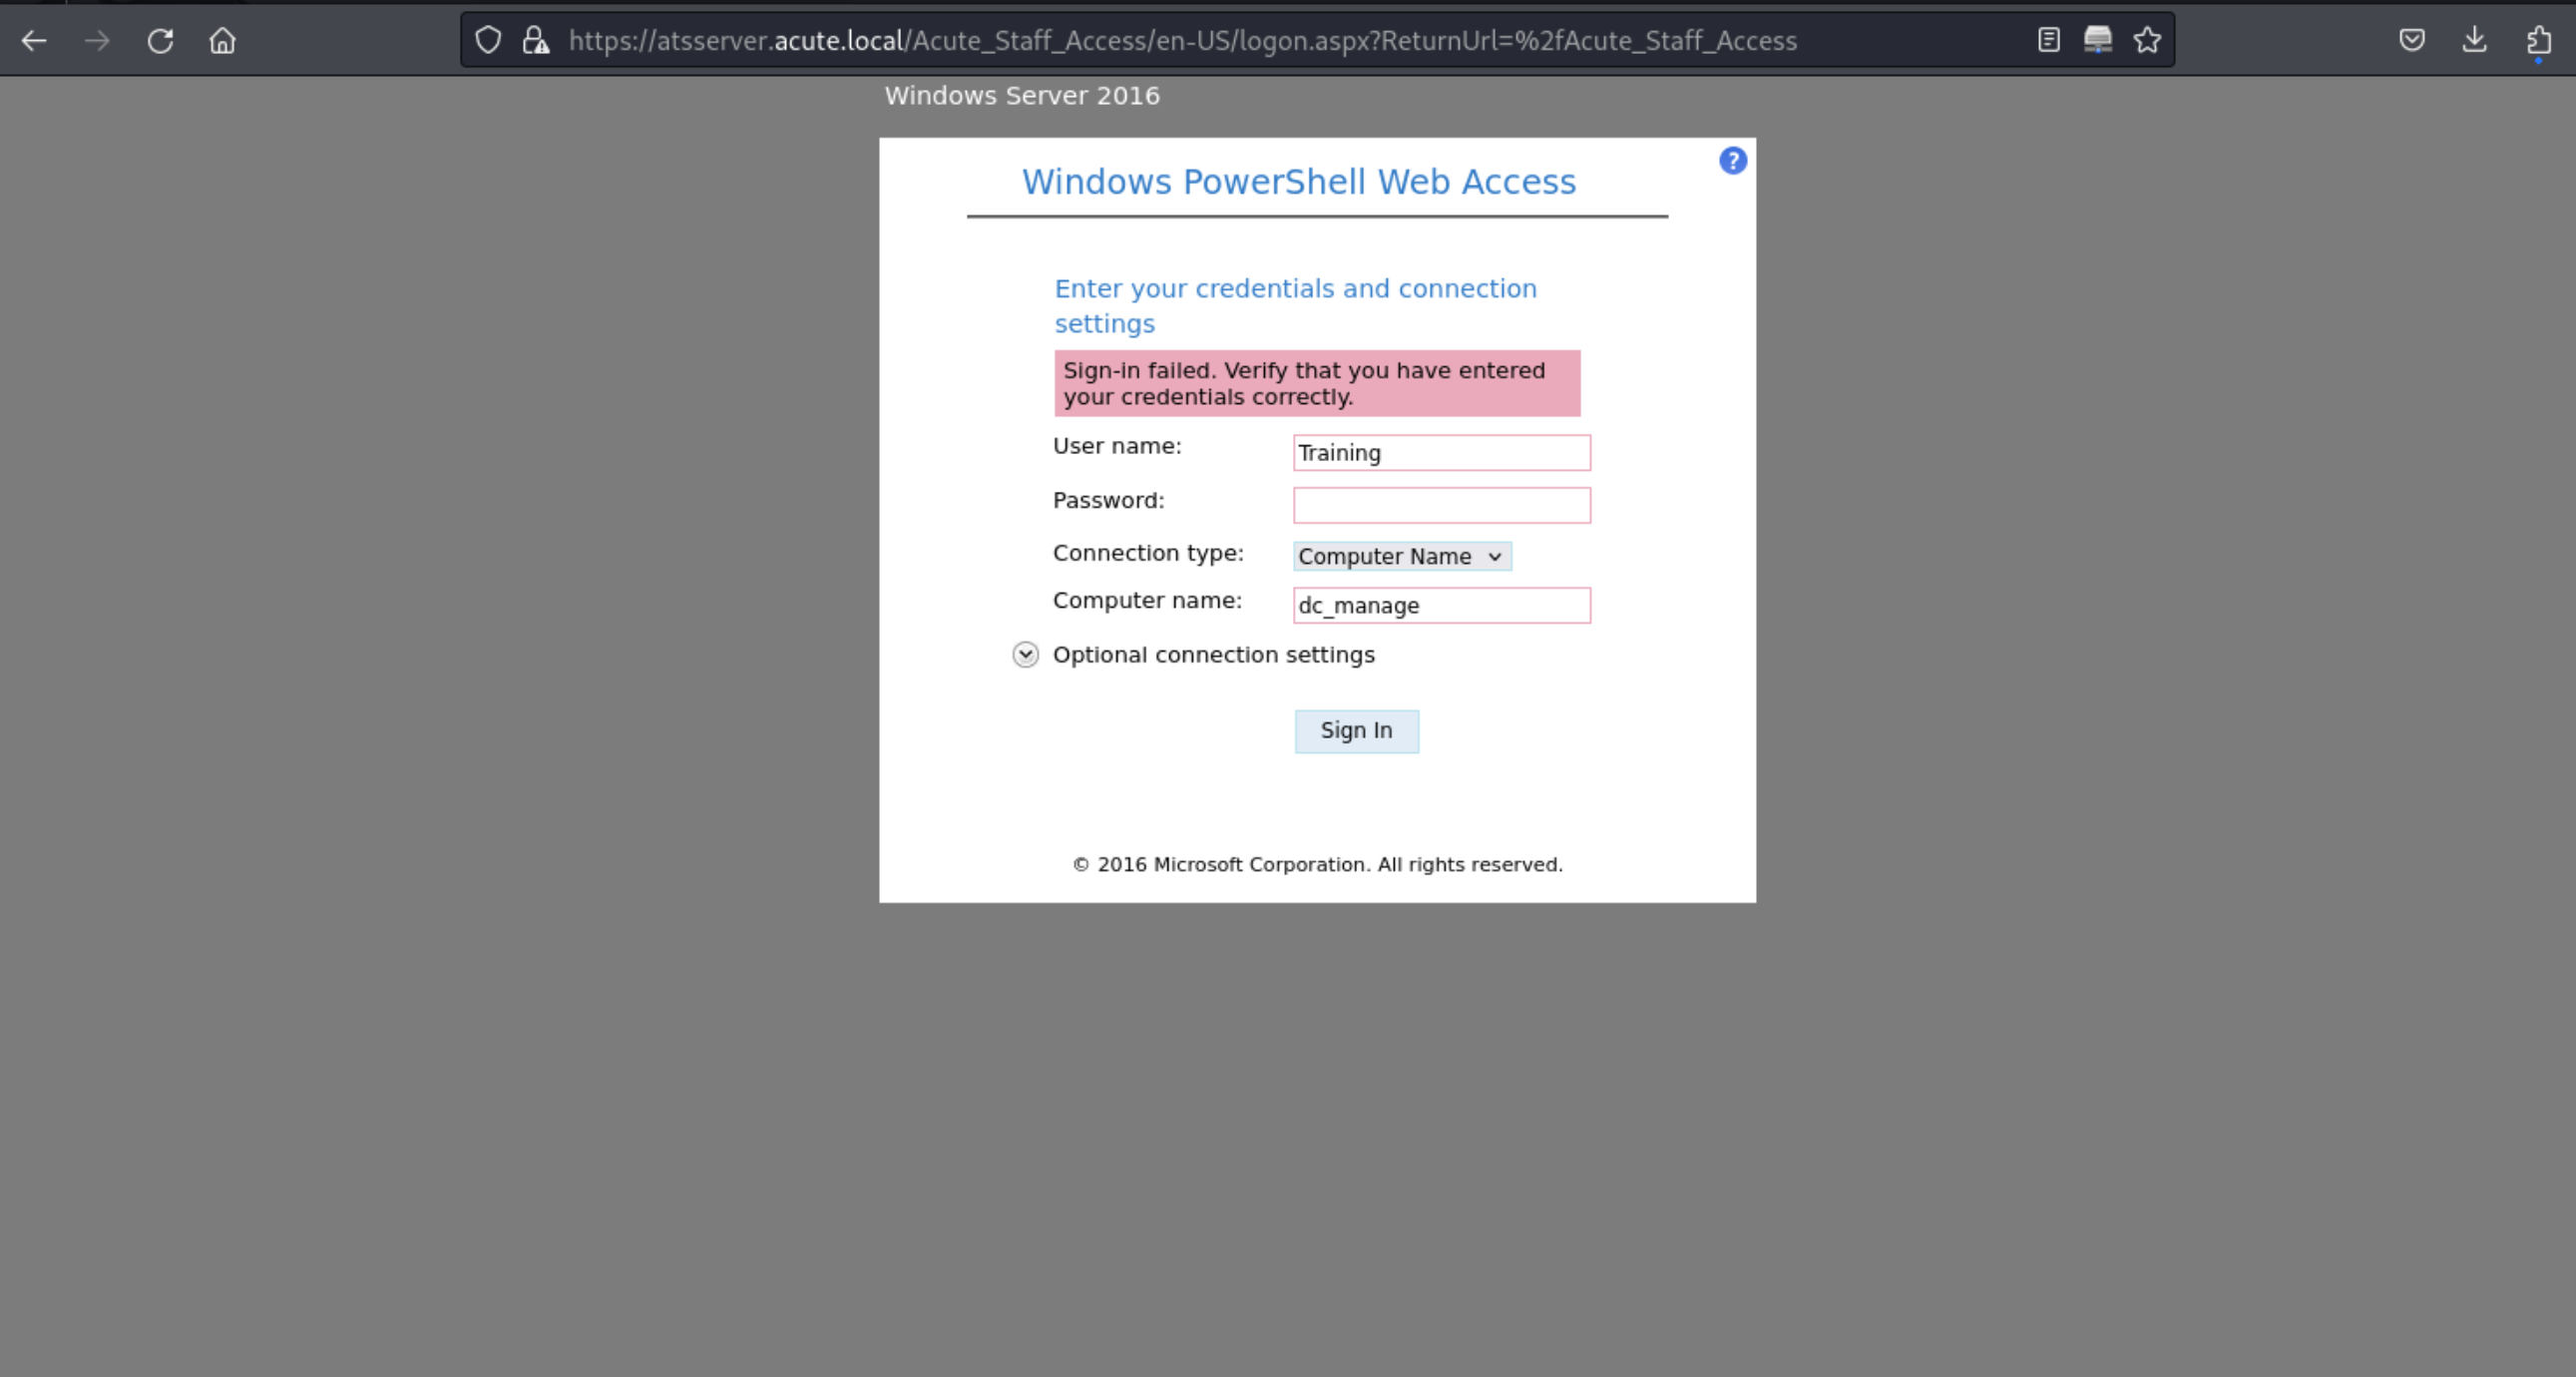 https://atsserver.acute.local/Acute_Staff_Access/en-US/logon.aspx?ReturnUrl=%2fAcute_Staff_Access
Windows Server 2016
?
Windows PowerShell Web Access
Enter your credentials and connection
settings
Sign-in failed. Verify that you have entered
your credentials correctly.
User name: Training
Password:
Connection type: Computer Name
Computer name: dc_manage
Optional connection settings
Sign In
© 2016 Microsoft Corporation. All rights reserved.